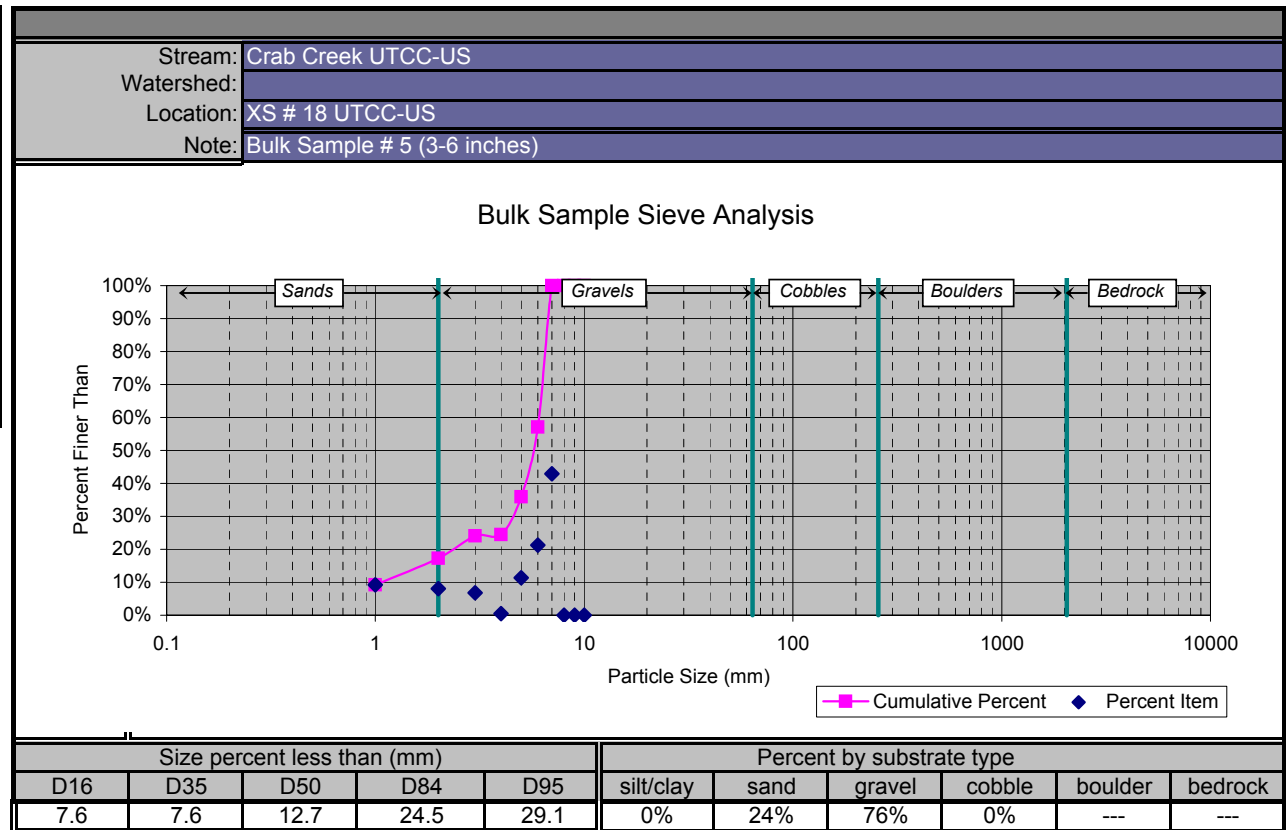 Stream: Crab Creek UTCC-US
Watershed:
Location: XS # 18 UTCC-US
Note: Bulk Sample # 5 (3-6 inches)
Bulk Sample Sieve Analysis
100%
90%
80%
70%
60%
50%
40%
30%
20%
10%
0%
Percent Finer Than
Sands Gravels Cobbles Boulders Bedrock
0.1 1 10 100 1000 10000
Particle Size (mm)
Cumulative Percent Percent Item
Size percent less than (mm) Percent by substrate type
D16 D35 D50 D84 D95 silt/clay sand gravel cobble boulder bedrock
7.6 7.6 12.7 24.5 29.1 0% 24% 76% 0% --- ---